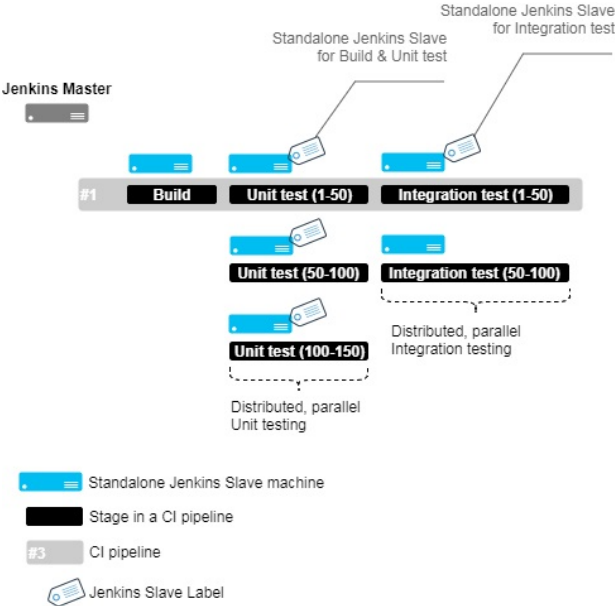 Standalone Jenkins Slave
for Integration test
Standalone Jenkins Slave
for Build & Unit test
Jenkins Master
#1
Build
Unit test (1-50)
Integration test (1-50)
Unit test (50-100)
Integration test (50-100)
Unit test (100-150)
Distributed, parallel
Integration testing
Distributed, parallel
Unit testing
Standalone Jenkins Slave machine
Stage in a CI pipeline
#3
CI pipeline
Jenkins Slave Label